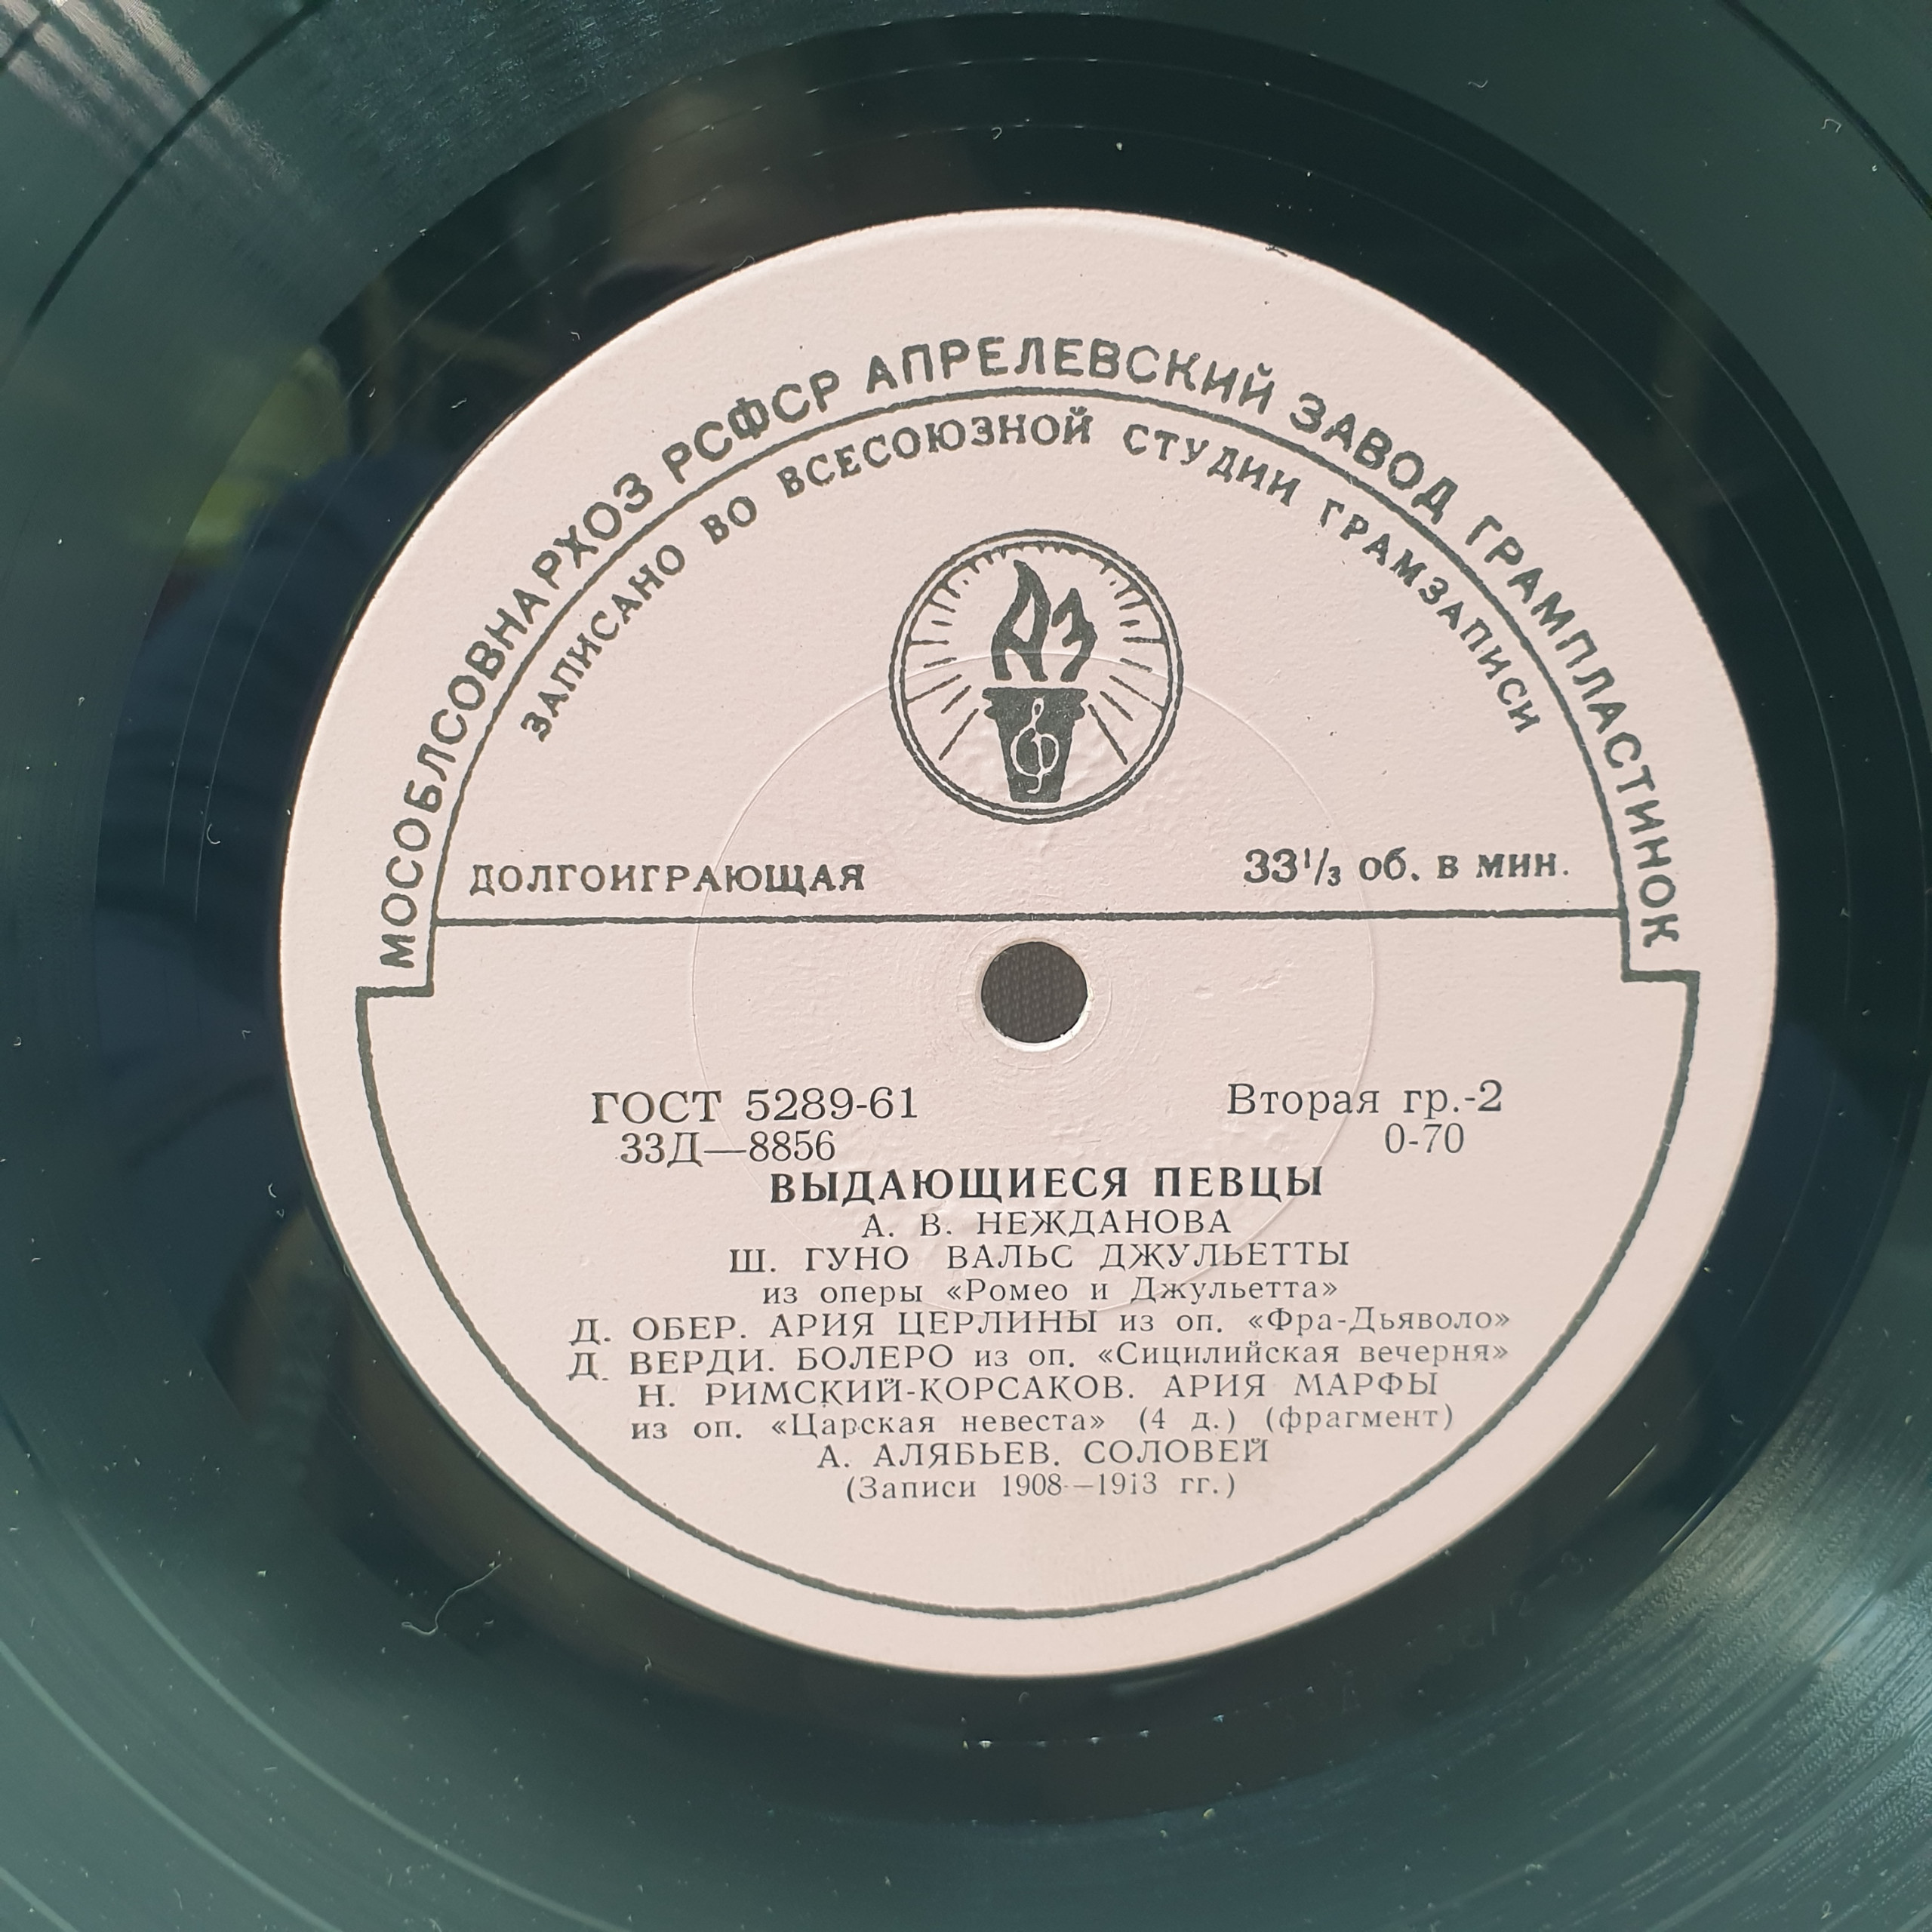 МОСОБЛСОВНАРХОЗ РСФСР АПРЕЛЕВСКИЙ ЗАВОД ГРАМПЛАСТИНОК
ЗАПИСАНО ВО ВСЕСОЮЗНОЙ СТУДИИ ГРАМЗАПИСИ
АЗ
ДОЛГОИГРАЮЩАЯ 33⅓ об. в мин.
ГОСТ 5289-61 Вторая гр.-2
33Д—8856 0-70
ВЫДАЮЩИЕСЯ ПЕВЦЫ
А. В. НЕЖДАНОВА
Ш. ГУНО ВАЛЬС ДЖУЛЬЕТТЫ
из оперы «Ромео и Джульетта»
Д. ОБЕР. АРИЯ ЦЕРЛИНЫ из оп. «Фра-Дьяволо»
Д. ВЕРДИ. БОЛЕРО из оп. «Сицилийская вечерня»
Н. РИМСКИЙ-КОРСАКОВ. АРИЯ МАРФЫ
из оп. «Царская невеста» (4 д.) (фрагмент)
А. АЛЯБЬЕВ. СОЛОВЕЙ
(Записи 1908—1913 гг.)